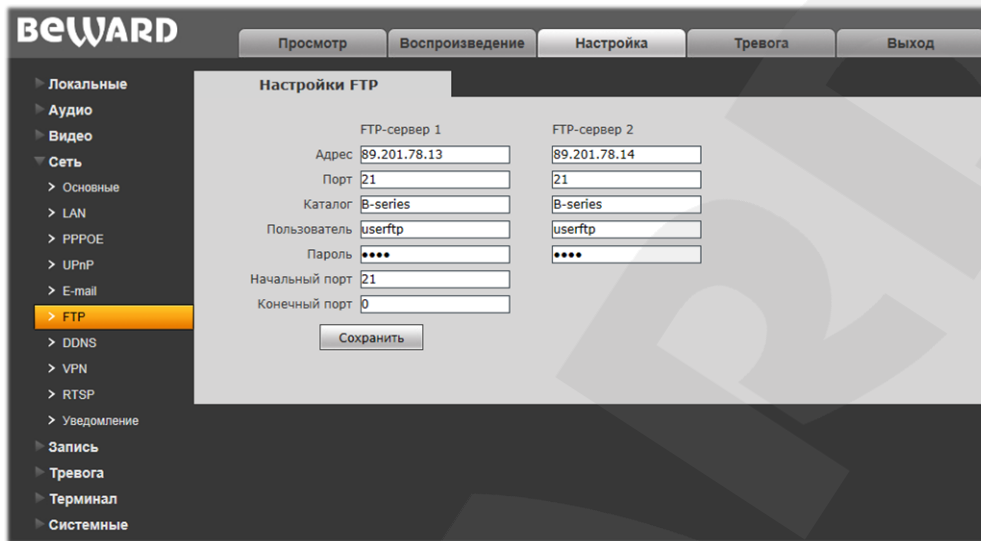 BEWARD
Просмотр Воспроизведение Настройка Тревога Выход
Локальные
Аудио
Видео
Сеть
> Основные
> LAN
> PPPOE
> UPnP
> E-mail
> FTP
> DDNS
> VPN
> RTSP
> Уведомление
Запись
Тревога
Терминал
Системные
Настройки FTP
FTP-сервер 1 FTP-сервер 2
Адрес 89.201.78.13 89.201.78.14
Порт 21 21
Каталог B-series B-series
Пользователь userftp userftp
Пароль •••• ••••
Начальный порт 21
Конечный порт 0
Сохранить